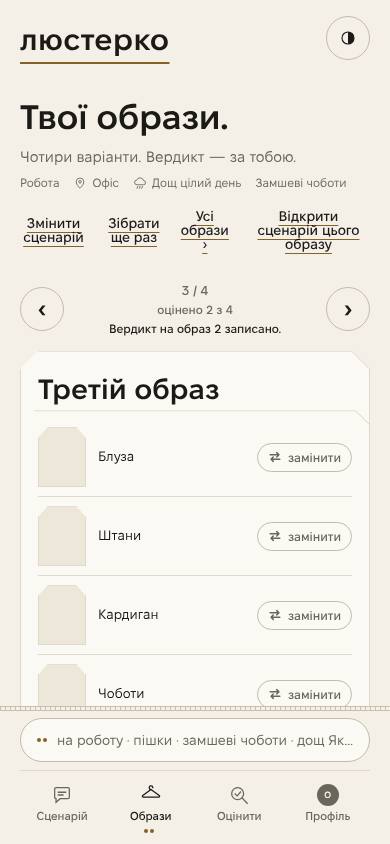 люстерко
Твої образи.
Чотири варіанти. Вердикт — за тобою.
Робота Офіс Дощ цілий день Замшеві чоботи
Змінити сценарій
Зібрати ще раз
Усі образи ›
Відкрити сценарій цього образу
‹
3 / 4
оцінено 2 з 4
Вердикт на образ 2 записано.
›
Третій образ
Блуза замінити
Штани замінити
Кардиган замінити
Чоботи замінити
на роботу · пішки · замшеві чоботи · дощ Як…
Сценарій Образи Оцінити О Профіль